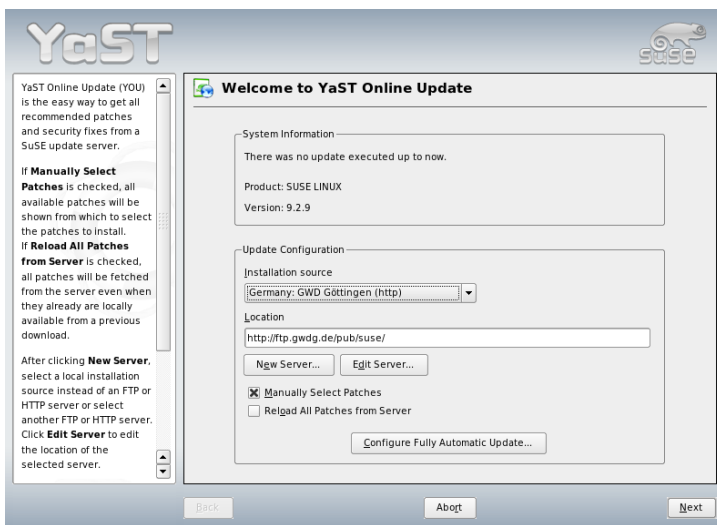 YaST
SUSE
YaST Online Update (YOU)
is the easy way to get all
recommended patches
and security fixes from a
SuSE update server.
If Manually Select
Patches is checked, all
available patches will be
shown from which to select
the patches to install.
If Reload All Patches
from Server is checked,
all patches will be fetched
from the server even when
they already are locally
available from a previous
download.
After clicking New Server,
select a local installation
source instead of an FTP or
HTTP server or select
another FTP or HTTP server.
Click Edit Server to edit
the location of the
selected server.
Welcome to YaST Online Update
System Information
There was no update executed up to now.
Product: SUSE LINUX
Version: 9.2.9
Update Configuration
Installation source
Germany: GWD Göttingen (http)
Location
http://ftp.gwdg.de/pub/suse/
New Server... Edit Server...
Manually Select Patches
Reload All Patches from Server
Configure Fully Automatic Update...
Back Abort Next